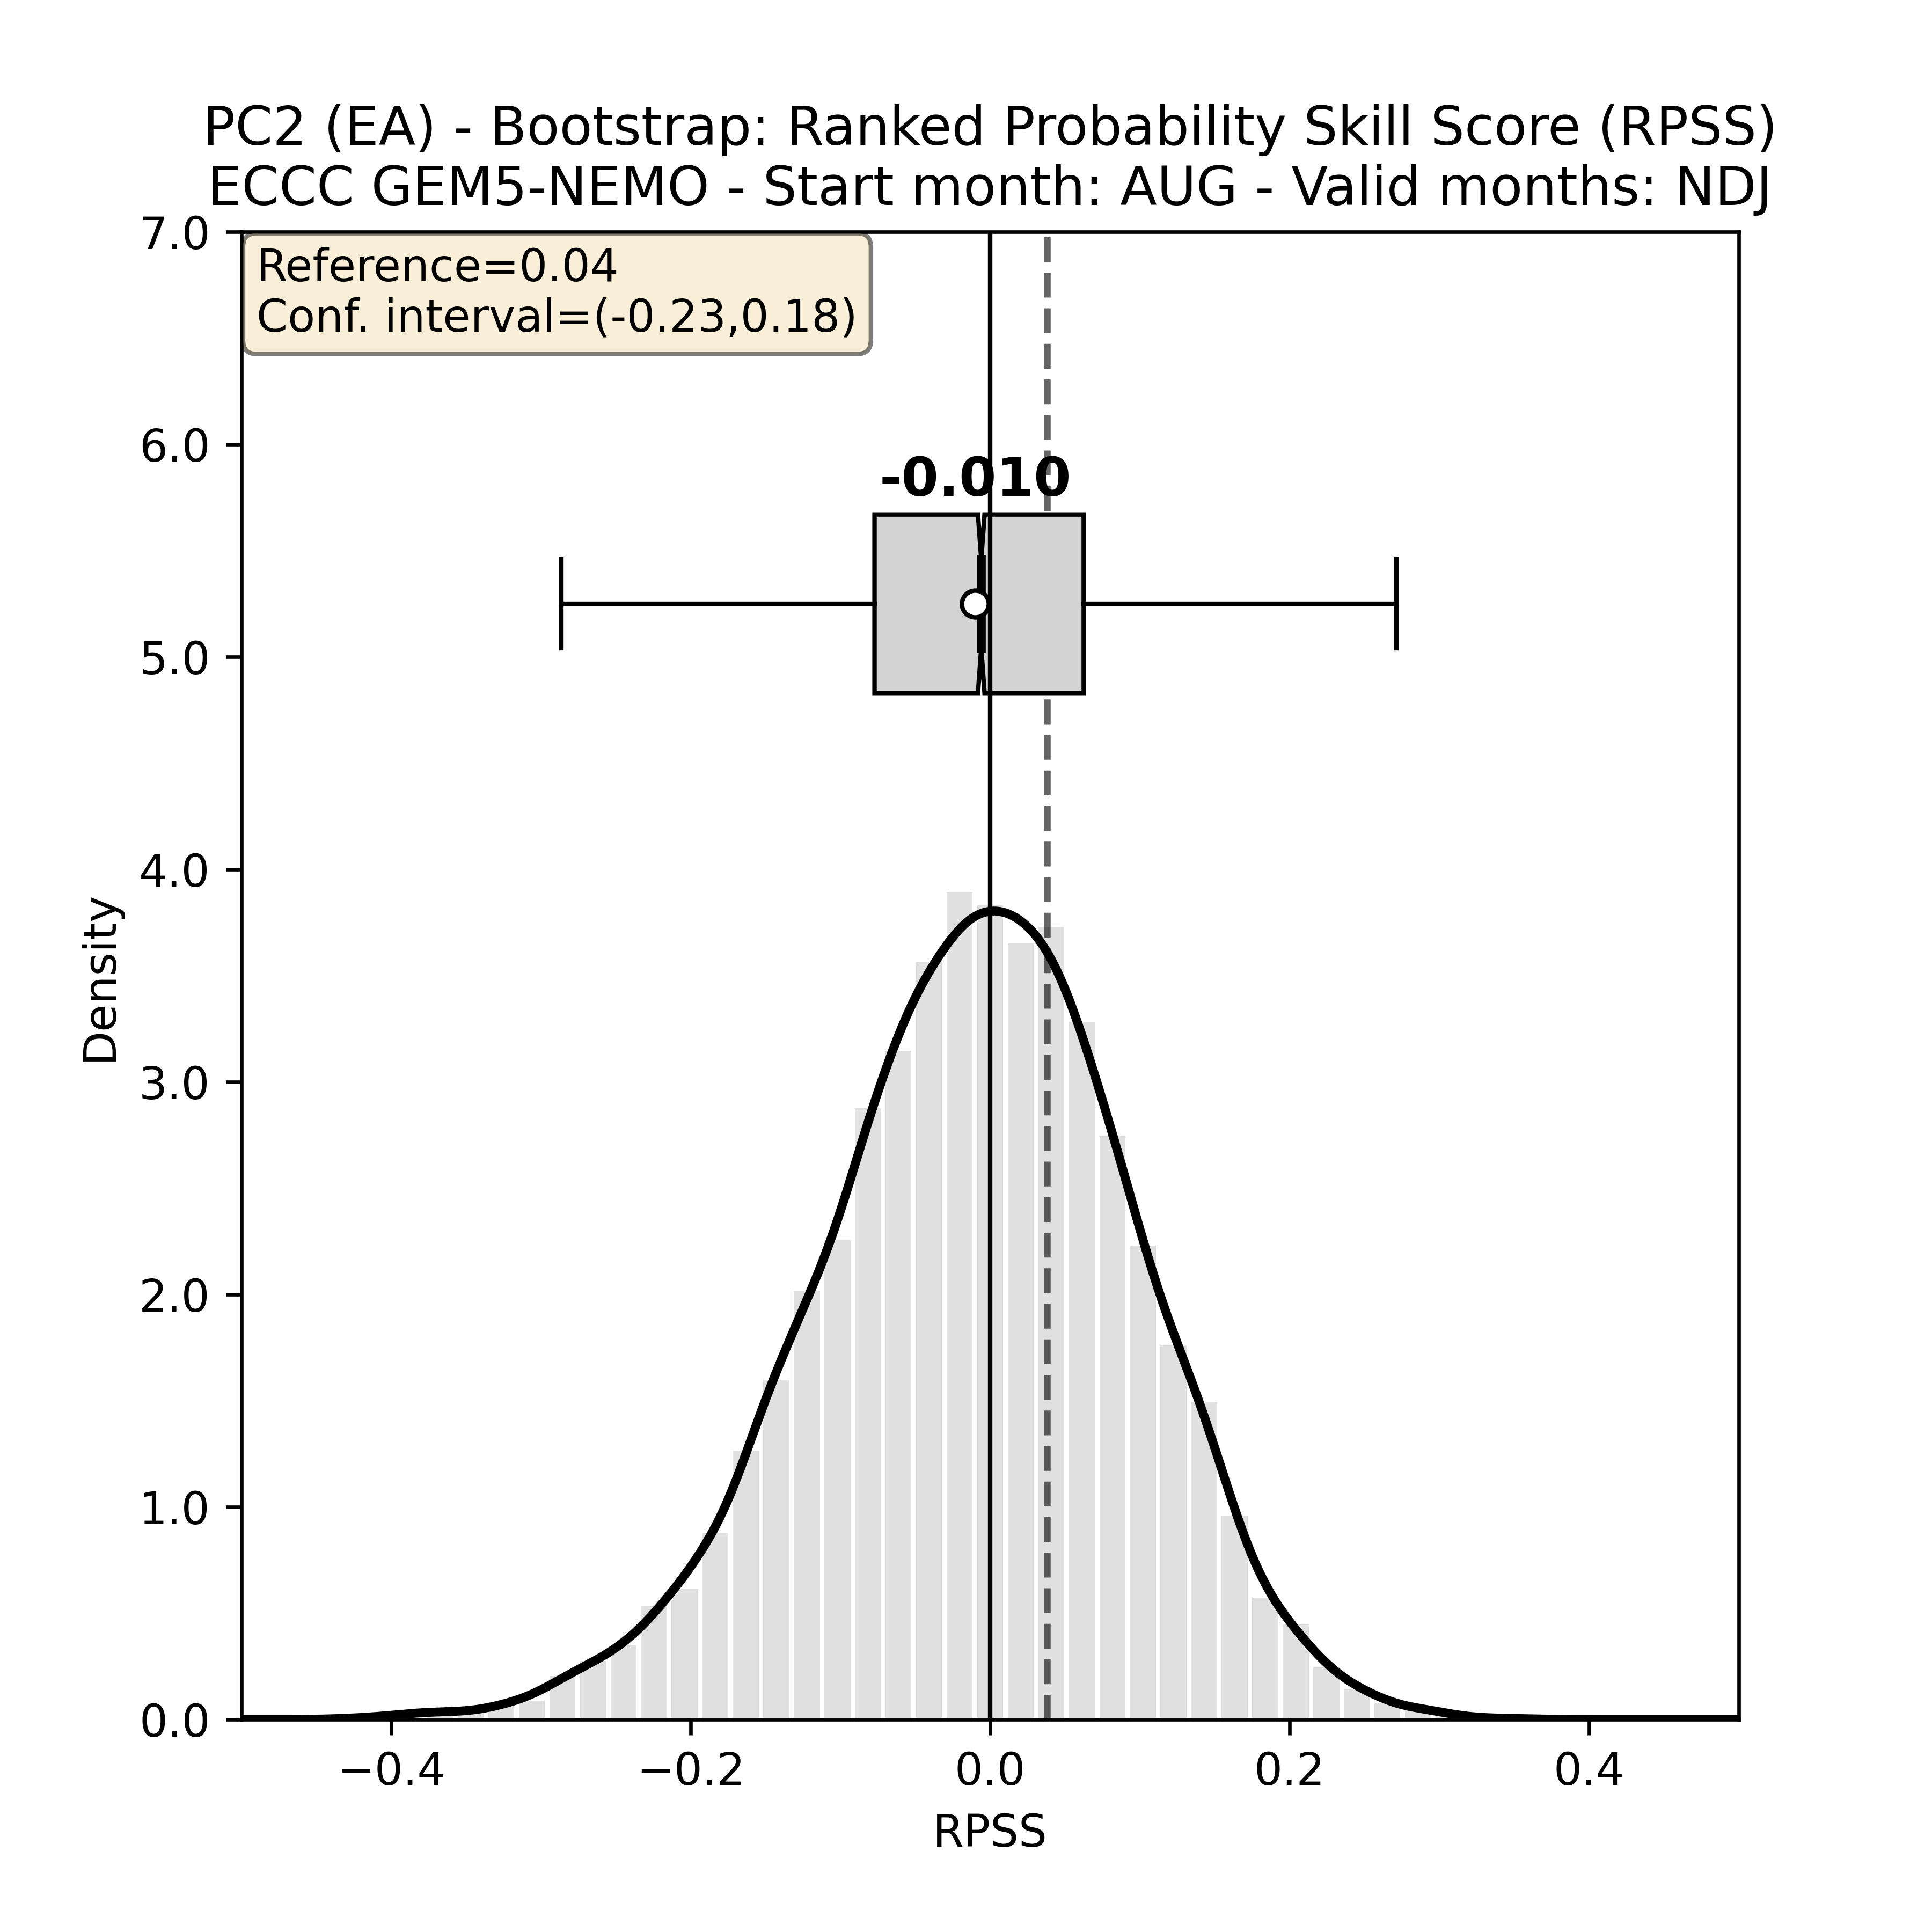 PC2 (EA) - Bootstrap: Ranked Probability Skill Score (RPSS)
ECCC GEM5-NEMO - Start month: AUG - Valid months: NDJ
Reference=0.04
Conf. interval=(-0.23,0.18)
-0.010
7.0
6.0
5.0
4.0
3.0
2.0
1.0
0.0
Density
−0.4
−0.2
0.0
0.2
0.4
RPSS